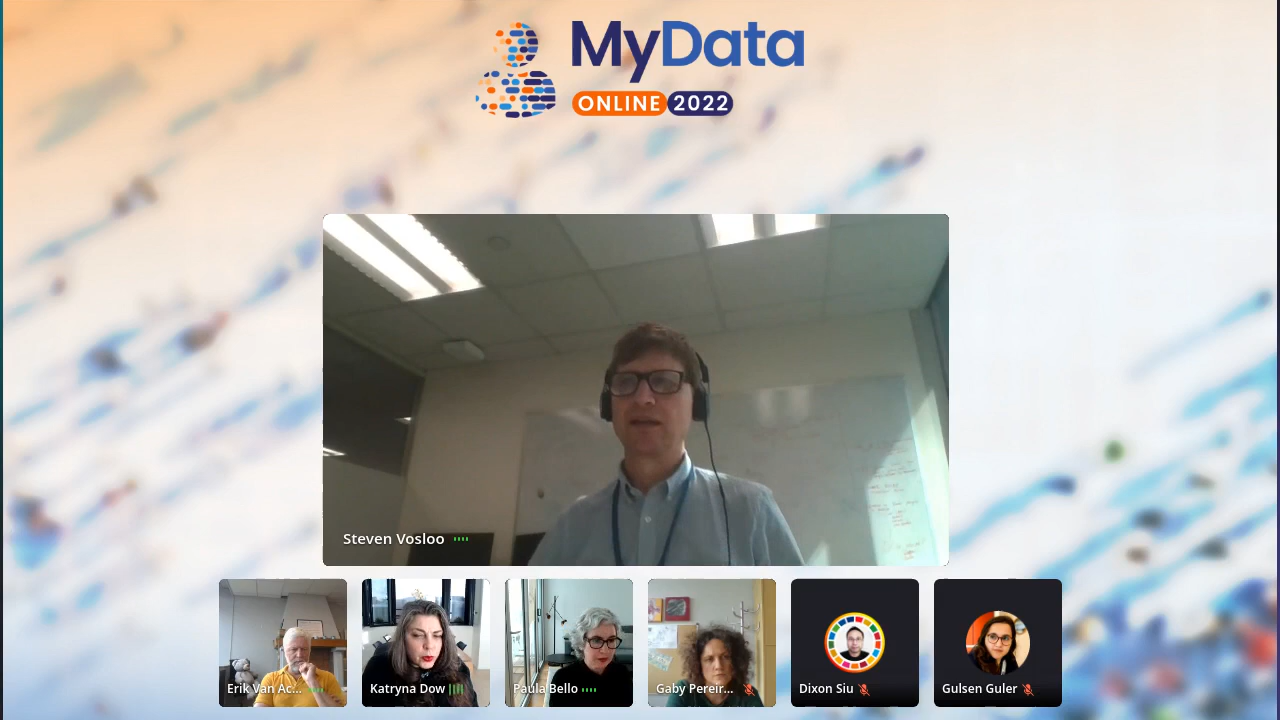 MyData
ONLINE 2022
Steven Vosloo
Erik Van Ac...
Katryna Dow
Paula Bello
Gaby Pereir...
Dixon Siu
Gulsen Guler